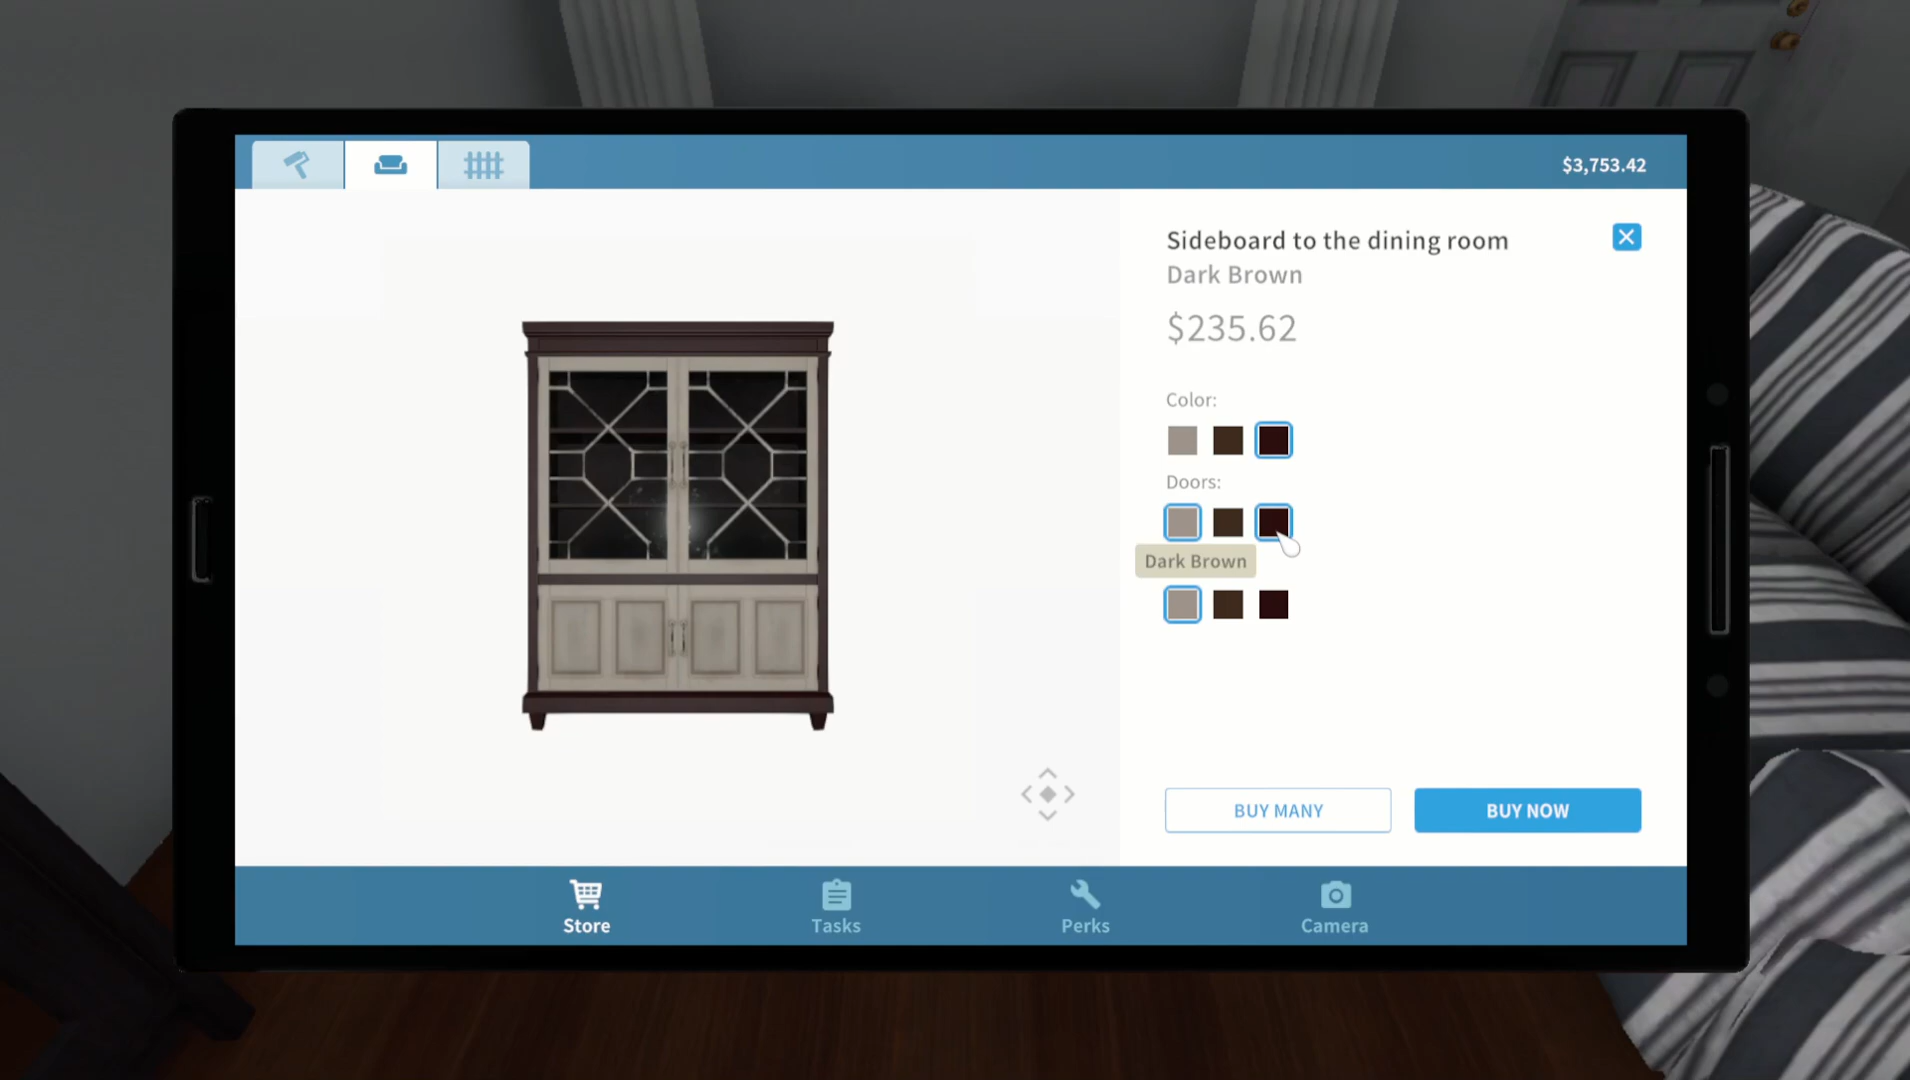 $3,753.42
Sideboard to the dining room
Dark Brown
$235.62
Color:
Doors:
Dark Brown
BUY MANY
BUY NOW
Store
Tasks
Perks
Camera